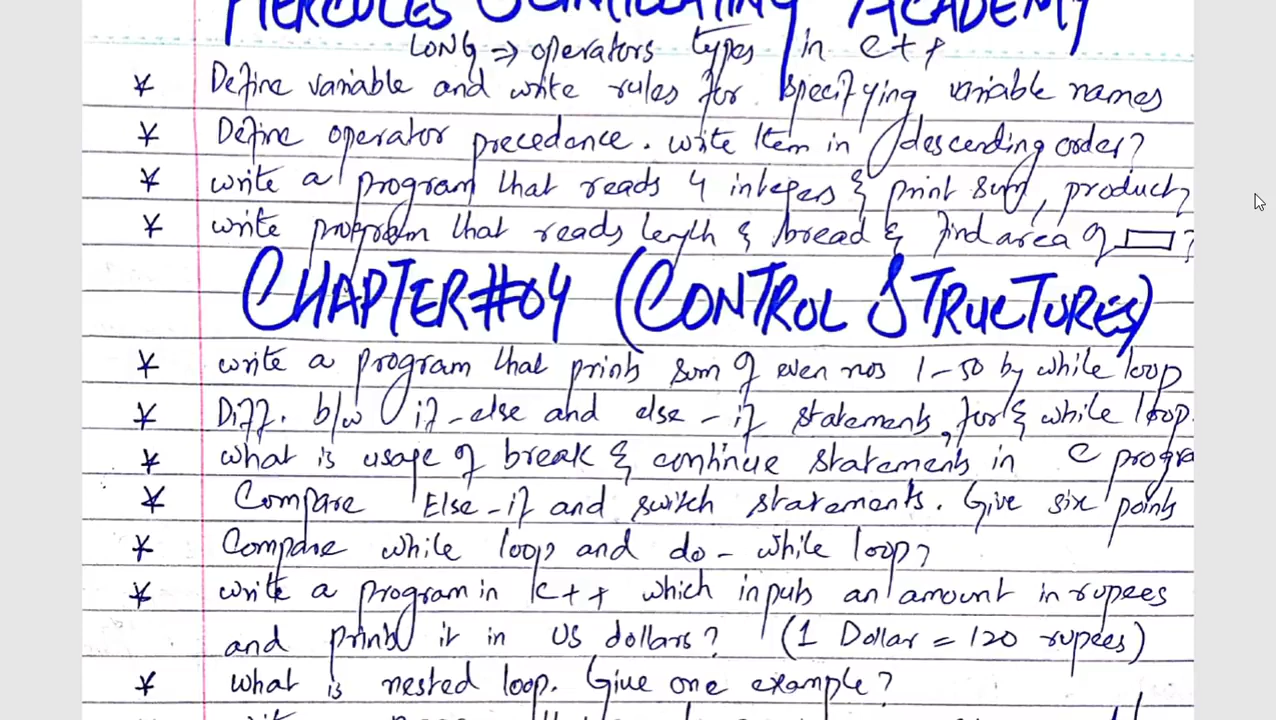 HERCULES SCINTILLATING ACADEMY
LONG => operators types in c++
* Define variable and write rules for specifying variable names
* Define operator precedence. write Item in descending order?
* write a program that reads 4 integers & print sum, product?
* write program that reads length & bread & find area of ▭?
CHAPTER#04 (CONTROL STRUCTURES)
* write a program that prints sum of even nos 1-50 by while loop
* Diff. b/w if-else and else-if statements, for & while loop.
* what is usage of break & continue statements in C progra
* Compare Else-if and switch statements. Give six points
* Compare while loop and do-while loop?
* write a program in C++ which inputs an amount in rupees
and prints it in US dollars? (1 Dollar = 120 rupees)
* What is nested loop. Give one example?